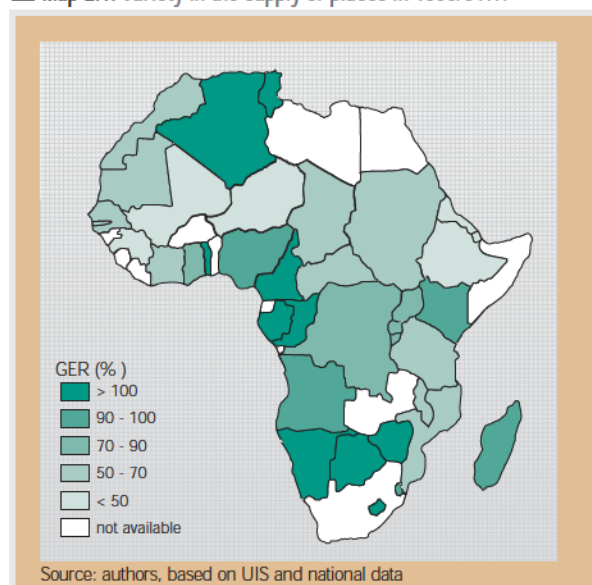 GER (% )
> 100
90 - 100
70 - 90
50 - 70
< 50
not available
Source: authors, based on UIS and national data